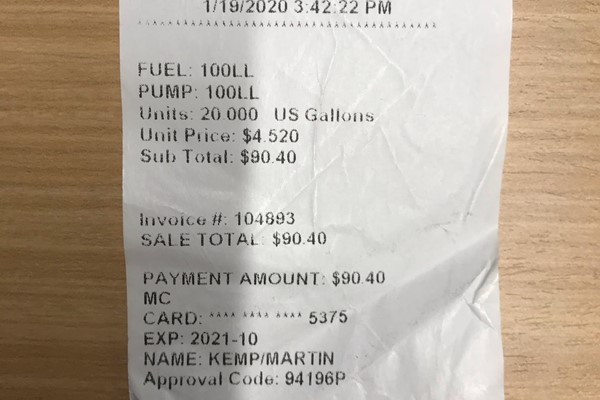 1/19/2020 3:42:22 PM
************************************
FUEL: 100LL
PUMP: 100LL
Units: 20.000 US Gallons
Unit Price: $4.520
Sub Total: $90.40
Invoice #: 104893
SALE TOTAL: $90.40
PAYMENT AMOUNT: $90.40
MC
CARD: **** **** **** 5375
EXP: 2021-10
NAME: KEMP/MARTIN
Approval Code: 94196P